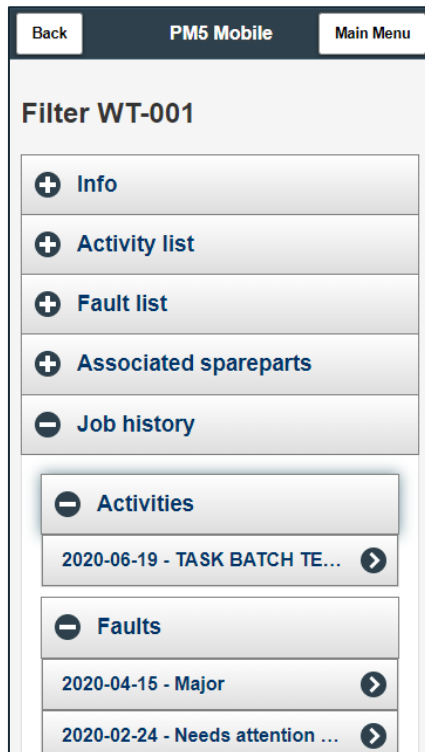 Back PM5 Mobile Main Menu
Filter WT-001
Info
Activity list
Fault list
Associated spareparts
Job history
Activities
2020-06-19 - TASK BATCH TE...
Faults
2020-04-15 - Major
2020-02-24 - Needs attention ...